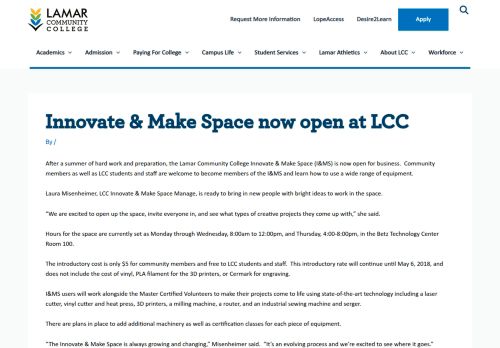 LAMAR
COMMUNITY
COLLEGE
Request More Information LopeAccess Desire2Learn Apply
Academics Admission Paying For College Campus Life Student Services Lamar Athletics About LCC Workforce
Innovate & Make Space now open at LCC
By /
After a summer of hard work and preparation, the Lamar Community College Innovate & Make Space (I&MS) is now open for business. Community
members as well as LCC students and staff are welcome to become members of the I&MS and learn how to use a wide range of equipment.
Laura Misenheimer, LCC Innovate & Make Space Manage, is ready to bring in new people with bright ideas to work in the space.
“We are excited to open up the space, invite everyone in, and see what types of creative projects they come up with,” she said.
Hours for the space are currently set as Monday through Wednesday, 8:00am to 12:00pm, and Thursday, 4:00-8:00pm, in the Betz Technology Center
Room 100.
The introductory cost is only $5 for community members and free to LCC students and staff. This introductory rate will continue until May 6, 2018, and
does not include the cost of vinyl, PLA filament for the 3D printers, or Cermark for engraving.
I&MS users will work alongside the Master Certified Volunteers to make their projects come to life using state-of-the-art technology including a laser
cutter, vinyl cutter and heat press, 3D printers, a milling machine, a router, and an industrial sewing machine and serger.
There are plans in place to add additional machinery as well as certification classes for each piece of equipment.
“The Innovate & Make Space is always growing and changing,” Misenheimer said. “It’s an evolving process and we’re excited to see where it goes.”